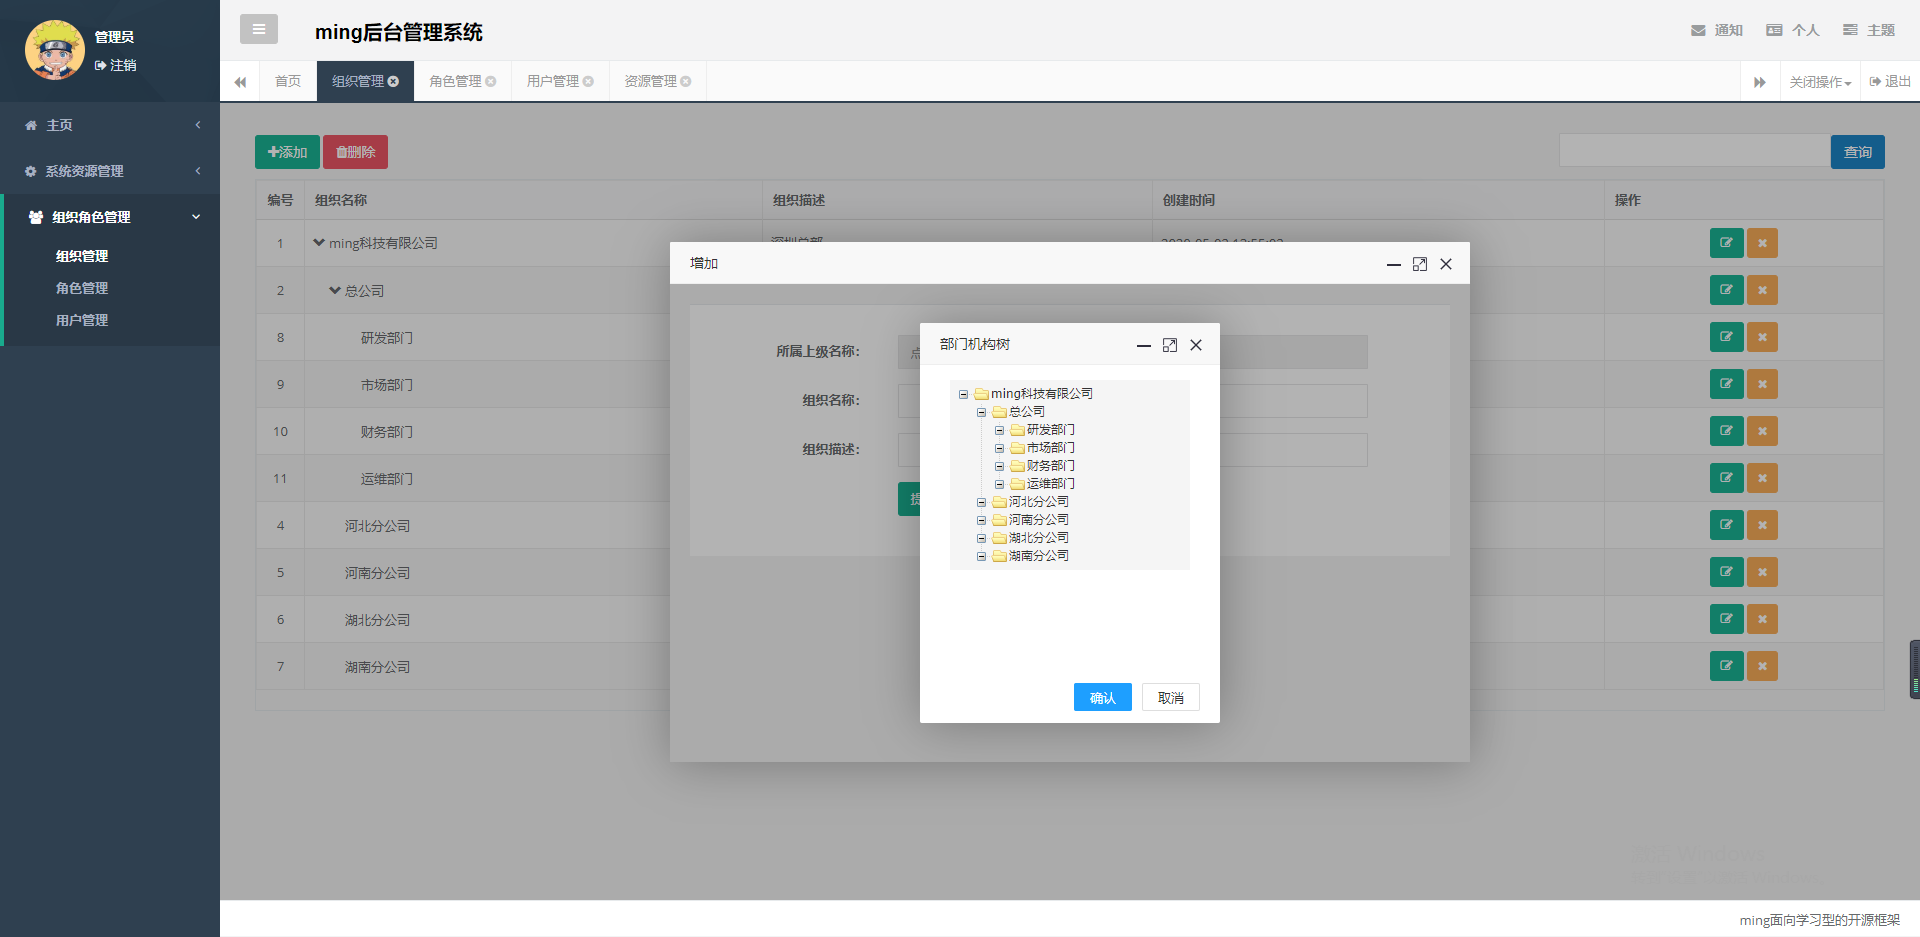 管理员
注销
主页
系统资源管理
组织角色管理
组织管理
角色管理
用户管理
ming后台管理系统
通知 个人 主题
首页 组织管理 角色管理 用户管理 资源管理 关闭操作 退出
添加 删除 查询
编号 组织名称 组织描述 创建时间 操作
1 ming科技有限公司 深圳总部
2 总公司
8 研发部门
9 市场部门
10 财务部门
11 运维部门
4 河北分公司
5 河南分公司
6 湖北分公司
7 湖南分公司
增加
所属上级名称: 点
组织名称:
组织描述:
提
部门机构树
ming科技有限公司
总公司
研发部门
市场部门
财务部门
运维部门
河北分公司
河南分公司
湖北分公司
湖南分公司
确认 取消
ming面向学习型的开源框架